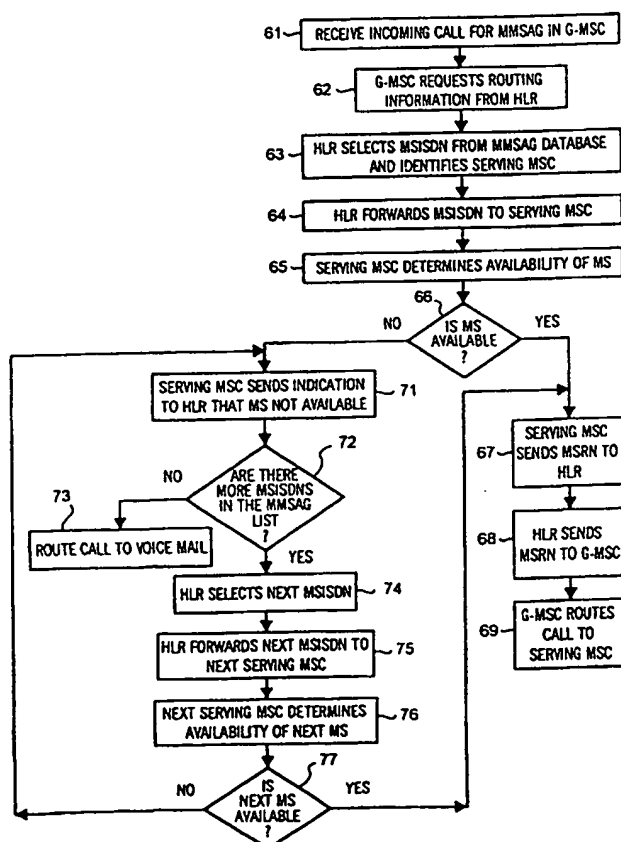 61
RECEIVE INCOMING CALL FOR MMSAG IN G-MSC
62
G-MSC REQUESTS ROUTING
INFORMATION FROM HLR
63
HLR SELECTS MSISDN FROM MMSAG DATABASE
AND IDENTIFIES SERVING MSC
64
HLR FORWARDS MSISDN TO SERVING MSC
65
SERVING MSC DETERMINES AVAILABILITY OF MS
66
NO
IS MS
AVAILABLE
?
YES
SERVING MSC SENDS INDICATION
TO HLR THAT MS NOT AVAILABLE
71
72
NO
ARE THERE
MORE MSISDNS
IN THE MMSAG
LIST
?
YES
73
ROUTE CALL TO VOICE MAIL
HLR SELECTS NEXT MSISDN
74
HLR FORWARDS NEXT MSISDN TO
NEXT SERVING MSC
75
NEXT SERVING MSC DETERMINES
AVAILABILITY OF NEXT MS
76
77
NO
IS
NEXT MS
AVAILABLE
?
YES
67
SERVING MSC
SENDS MSRN TO
HLR
68
HLR SENDS
MSRN TO G-MSC
69
G-MSC ROUTES
CALL TO
SERVING MSC